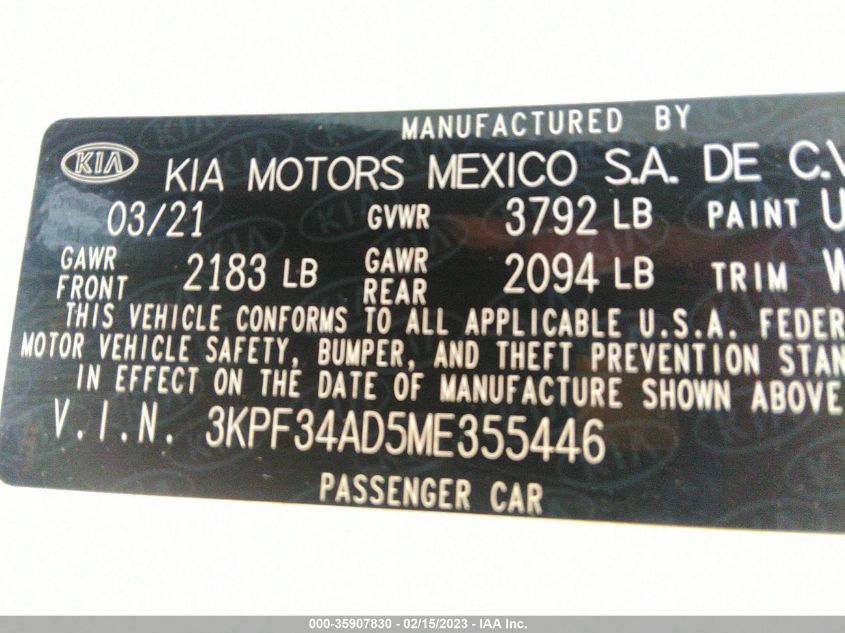 MANUFACTURED BY
KIA KIA MOTORS MEXICO S.A. DE C.V
03/21 GVWR 3792 LB PAINT U
GAWR FRONT 2183 LB GAWR REAR 2094 LB TRIM W
THIS VEHICLE CONFORMS TO ALL APPLICABLE U.S.A. FEDER
MOTOR VEHICLE SAFETY, BUMPER, AND THEFT PREVENTION STAN
IN EFFECT ON THE DATE OF MANUFACTURE SHOWN ABOVE
V.I.N. 3KPF34AD5ME355446
PASSENGER CAR
000-35907830 - 02/15/2023 - IAA Inc.